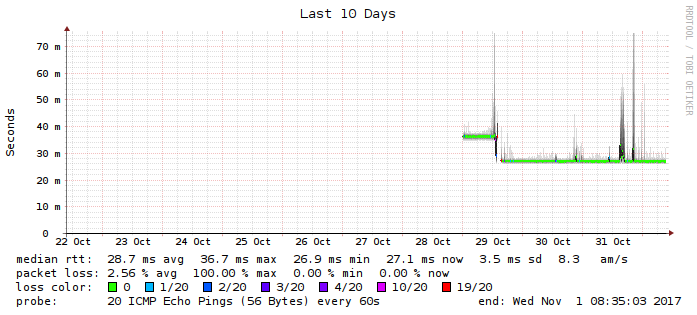 Last 10 Days
RRDTOOL / TOBI OETIKER
Seconds
70 m
60 m
50 m
40 m
30 m
20 m
10 m
0
22 Oct 23 Oct 24 Oct 25 Oct 26 Oct 27 Oct 28 Oct 29 Oct 30 Oct 31 Oct
median rtt: 28.7 ms avg 36.7 ms max 26.9 ms min 27.1 ms now 3.5 ms sd 8.3 am/s
packet loss: 2.56 % avg 100.00 % max 0.00 % min 0.00 % now
loss color: 0 1/20 2/20 3/20 4/20 10/20 19/20
probe: 20 ICMP Echo Pings (56 Bytes) every 60s end: Wed Nov 1 08:35:03 2017